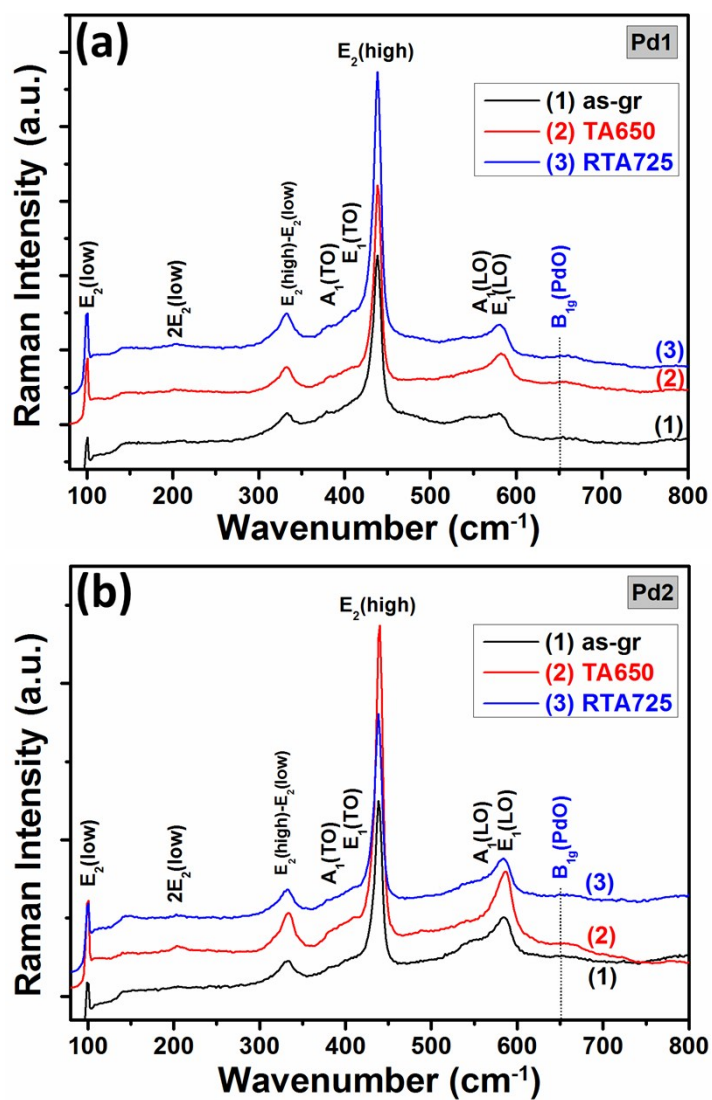 (a)
Pd1
E₂(high)
(1) as-gr
(2) TA650
(3) RTA725
E₂(low)
2E₂(low)
E₂(high)-E₂(low)
A₁(TO)
E₁(TO)
A₁(LO)
E₁(LO)
B₁g(PdO)
(3)
(2)
(1)
Raman Intensity (a.u.)
100 200 300 400 500 600 700 800
Wavenumber (cm⁻¹)
(b)
Pd2
E₂(high)
(1) as-gr
(2) TA650
(3) RTA725
E₂(low)
2E₂(low)
E₂(high)-E₂(low)
A₁(TO)
E₁(TO)
A₁(LO)
E₁(LO)
B₁g(PdO)
(3)
(2)
(1)
Raman Intensity (a.u.)
100 200 300 400 500 600 700 800
Wavenumber (cm⁻¹)